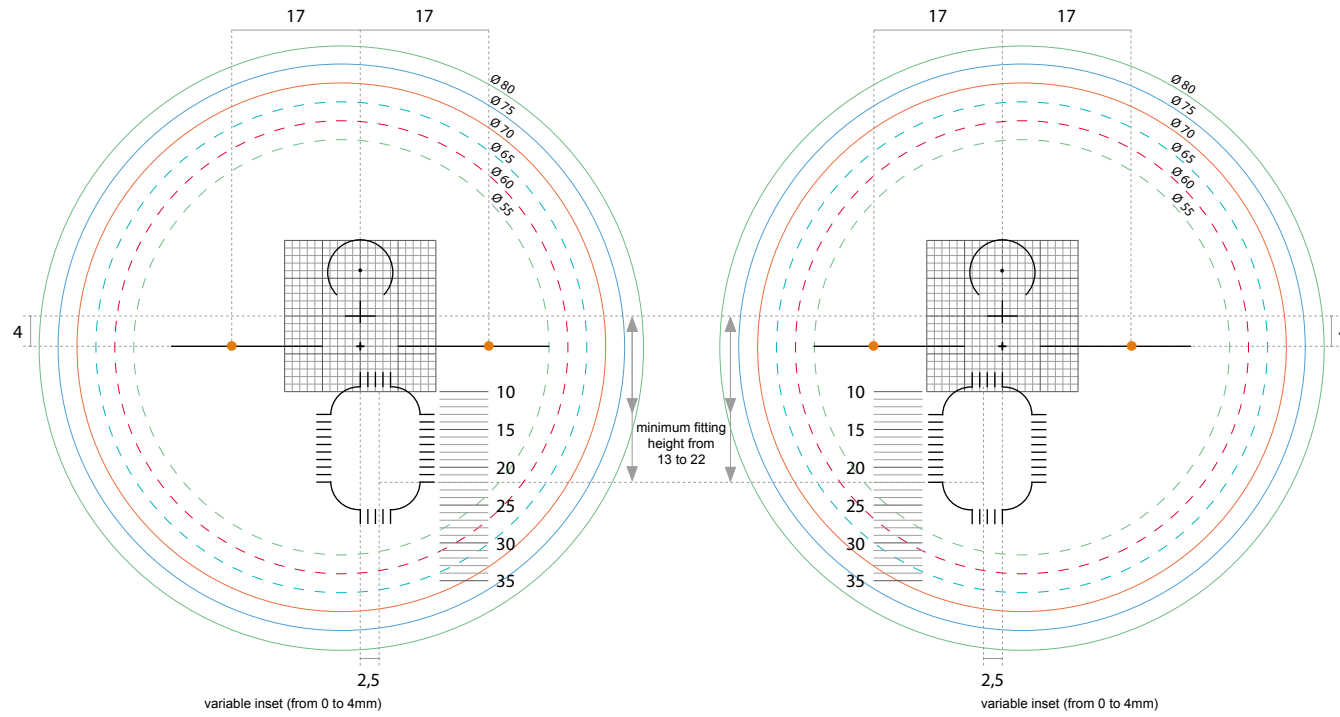 17 17
17 17
Ø 80
Ø 75
Ø 70
Ø 65
Ø 60
Ø 55
Ø 80
Ø 75
Ø 70
Ø 65
Ø 60
Ø 55
4
10
15
20
25
30
35
minimum fitting
height from
13 to 22
10
15
20
25
30
35
2,5
variable inset (from 0 to 4mm)
2,5
variable inset (from 0 to 4mm)